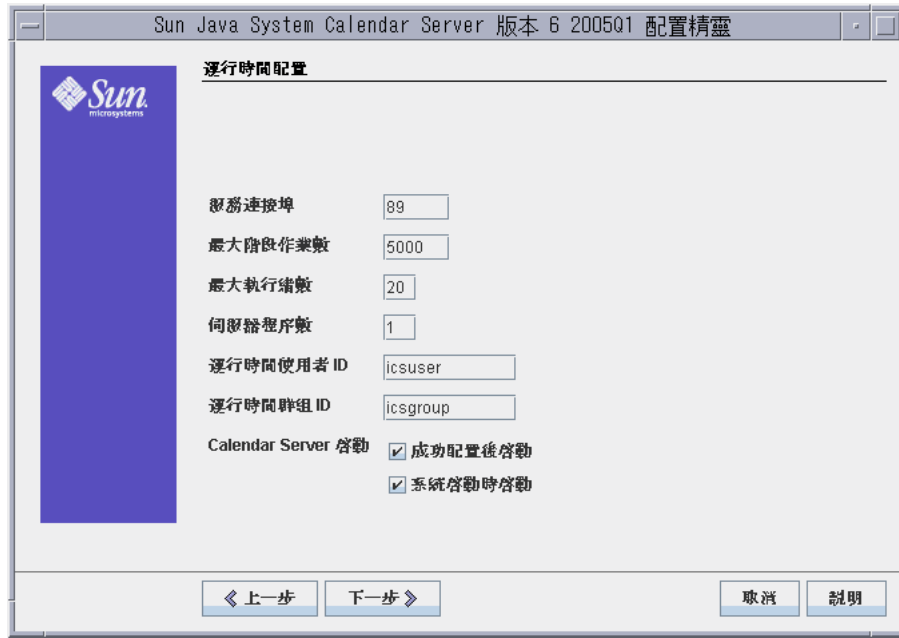 Sun Java System Calendar Server 版本 6 2005Q1 配置精靈
Sun
microsystems
運行時間配置
服務連接埠 89
最大階段作業數 5000
最大執行緒數 20
伺服器程序數 1
運行時間使用者 ID icsuser
運行時間群組 ID icsgroup
Calendar Server 啟動 成功配置後啟動
系統啟動時啟動
上一步 下一步 取消 說明